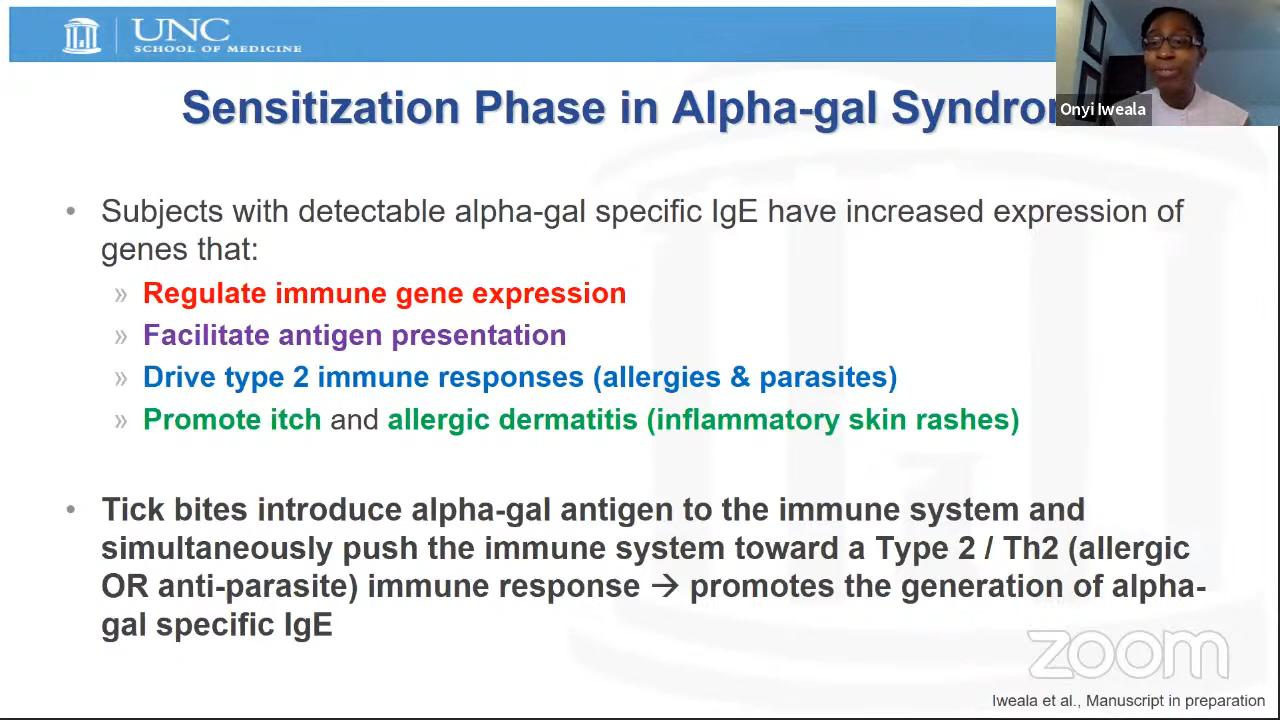 UNC
SCHOOL OF MEDICINE
Onyi Iweala
Sensitization Phase in Alpha-gal
• Subjects with detectable alpha-gal specific IgE have increased expression of
genes that:
» Regulate immune gene expression
» Facilitate antigen presentation
» Drive type 2 immune responses (allergies & parasites)
» Promote itch and allergic dermatitis (inflammatory skin rashes)
• Tick bites introduce alpha-gal antigen to the immune system and
simultaneously push the immune system toward a Type 2 / Th2 (allergic
OR anti-parasite) immune response → promotes the generation of alpha-
gal specific IgE
zoom
Iweala et al., Manuscript in preparation